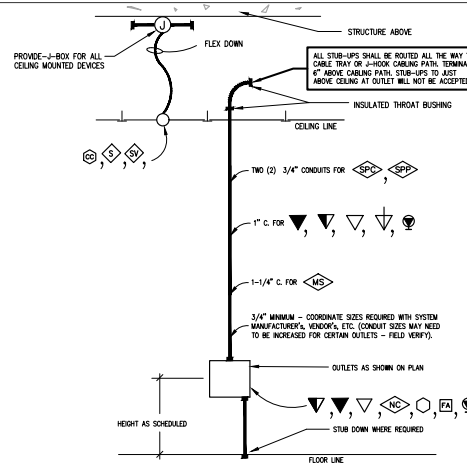 J
STRUCTURE ABOVE
PROVIDE-J-BOX FOR ALL
CEILING MOUNTED DEVICES
FLEX DOWN
ALL STUB-UPS SHALL BE ROUTED ALL THE WAY
CABLE TRAY OR J-HOOK CABLING PATH.
6" ABOVE CABLING PATH. STUB-UPS TO JUST
ABOVE CEILING AT OUTLET WILL NOT BE
INSULATED THROAT BUSHING
CEILING LINE
CC, S, SV,
TWO (2) 3/4" CONDUITS FOR SPC, SPP
1" C. FOR
1-1/4" C. FOR MS
3/4" MINIMUM - COORDINATE SIZES REQUIRED WITH SYSTEM
MANUFACTURER's, VENDOR's, ETC. (CONDUIT SIZES MAY NEED
TO BE INCREASED FOR CERTAIN OUTLETS - FIELD VERIFY).
OUTLETS AS SHOWN ON PLAN
NC, FA
HEIGHT AS SCHEDULED
STUB DOWN WHERE REQUIRED
FLOOR LINE